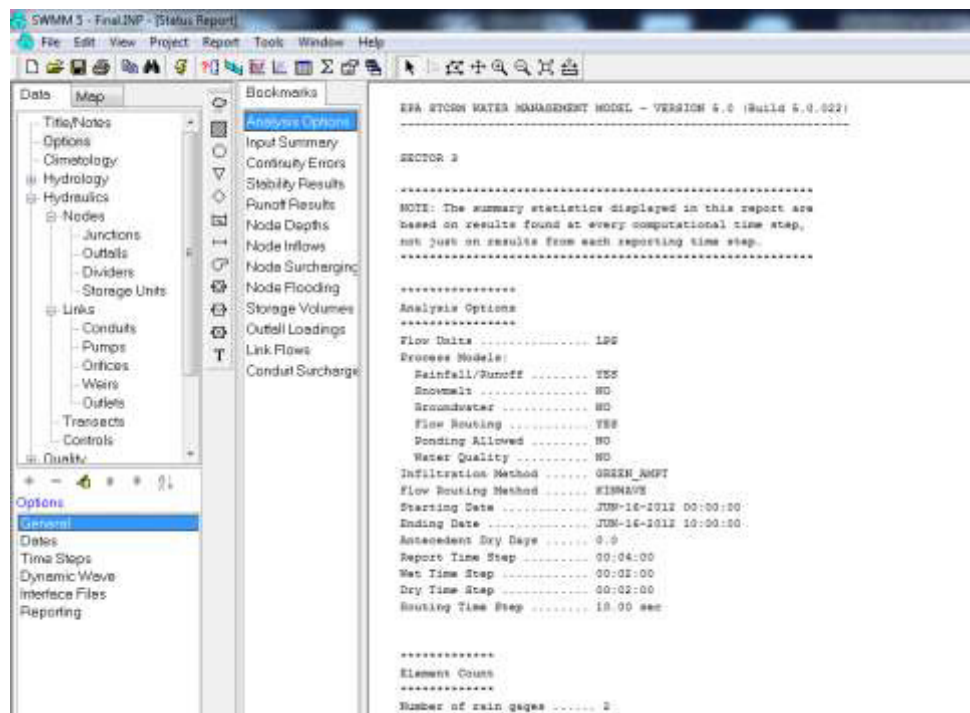 SWMM 5 - Final.INP - [Status Report]
File Edit View Project Report Tools Window Help
Data Map
Title/Notes
Options
Climatology
Hydrology
Hydraulics
Nodes
Junctions
Outfalls
Dividers
Storage Units
Links
Conduits
Pumps
Orifices
Weirs
Outlets
Transects
Controls
Quality
Options
General
Dates
Time Steps
Dynamic Wave
Interface Files
Reporting
T
Bookmarks
Analysis Options
Input Summary
Continuity Errors
Stability Results
Runoff Results
Node Depths
Node Inflows
Node Surcharging
Node Flooding
Storage Volumes
Outfall Loadings
Link Flows
Conduit Surcharge
EPA STORM WATER MANAGEMENT MODEL - VERSION 5.0 (Build 5.0.022)
--------------------------------------------------------------
SECTOR 3
*********************************************************
NOTE: The summary statistics displayed in this report are
based on results found at every computational time step,
not just on results from each reporting time step.
*********************************************************
****************
Analysis Options
****************
Flow Units ............... LPS
Process Models:
Rainfall/Runoff ........ YES
Snowmelt ............... NO
Groundwater ............ NO
Flow Routing ........... YES
Ponding Allowed ........ NO
Water Quality .......... NO
Infiltration Method ...... GREEN_AMPT
Flow Routing Method ...... KINWAVE
Starting Date ............ JUN-16-2012 00:00:00
Ending Date .............. JUN-16-2012 10:00:00
Antecedent Dry Days ...... 0.0
Report Time Step ......... 00:04:00
Wet Time Step ............ 00:02:00
Dry Time Step ............ 00:02:00
Routing Time Step ........ 10.00 sec
*************
Element Count
*************
Number of rain gages ...... 2